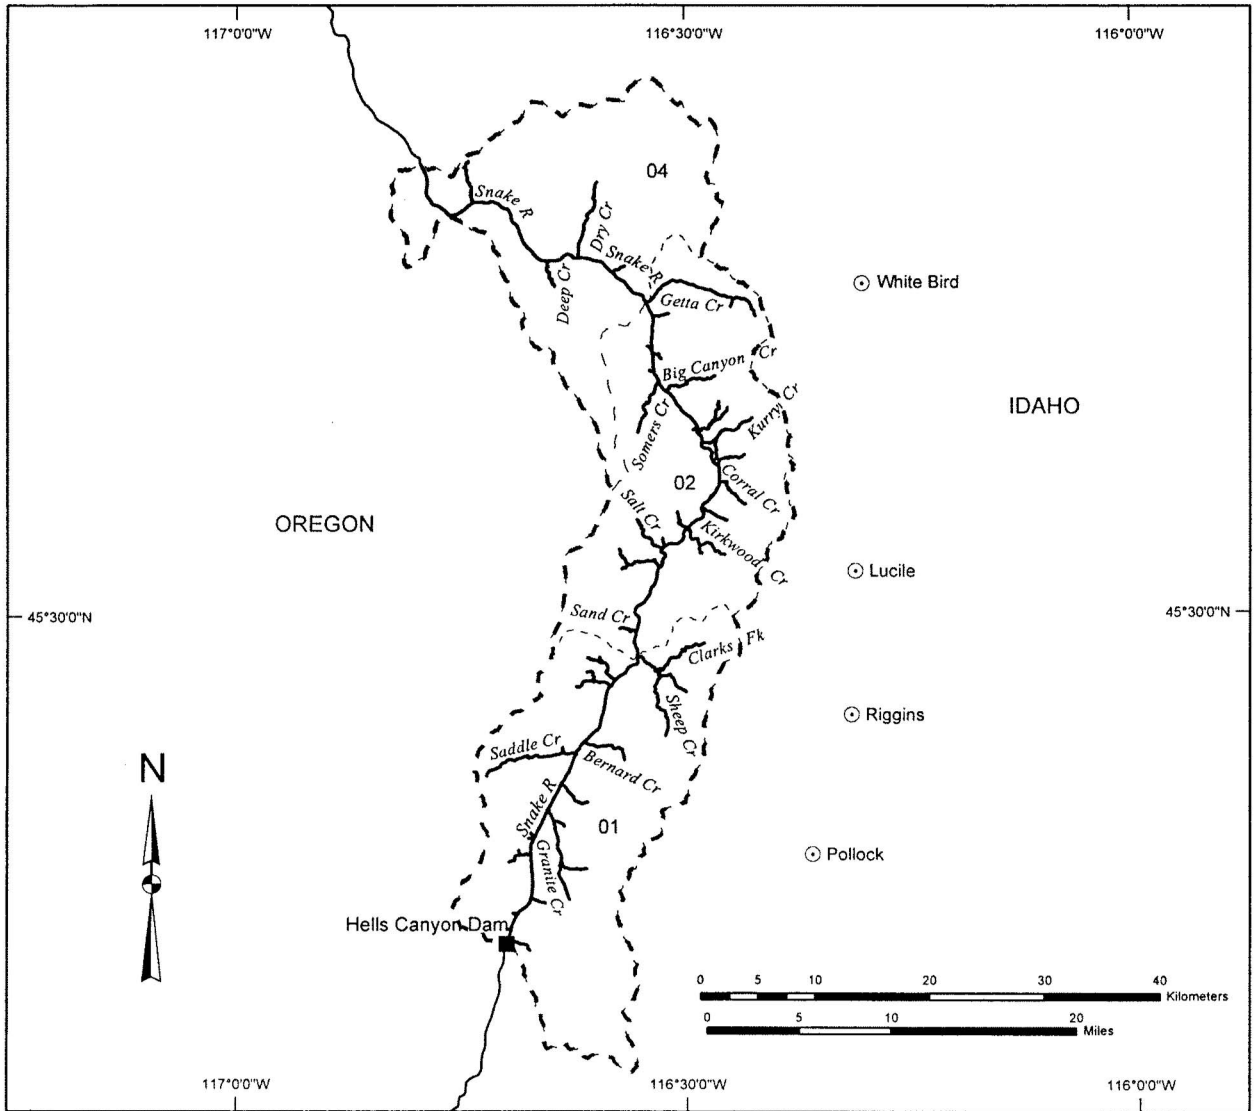 117°0'0"W
116°30'0"W
116°0'0"W
04
Snake R
Dry Cr
Snake R
Deep Cr
Getta Cr
White Bird
Big Canyon Cr
IDAHO
Kurry Cr
Somers Cr
02
Corral Cr
Salt Cr
OREGON
Kirkwood Cr
Lucile
45°30'0"N
45°30'0"N
Sand Cr
Clarks Fk
Sheep Cr
Riggins
Saddle Cr
Bernard Cr
N
Snake R
01
Granite Cr
Pollock
Hells Canyon Dam
0 5 10 20 30 40
Kilometers
0 5 10 20
Miles
117°0'0"W
116°30'0"W
116°0'0"W